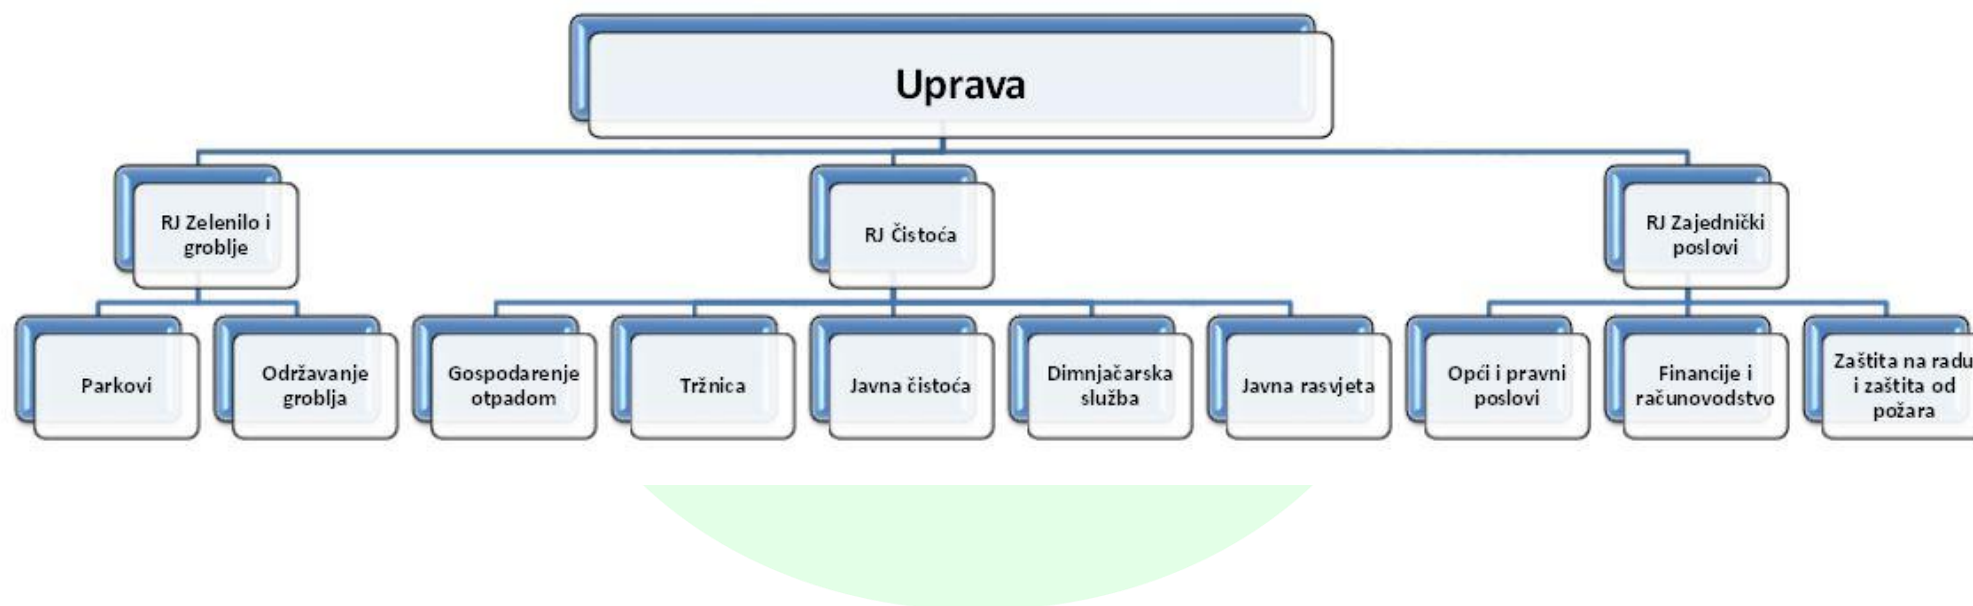 Uprava
RJ Zelenilo i
groblje
RJ Čistoća
RJ Zajednički
poslovi
Parkovi
Održavanje
groblja
Gospodarenje
otpadom
Tržnica
Javna čistoća
Dimnjačarska
služba
Javna rasvjeta
Opći i pravni
poslovi
Financije i
računovodstvo
Zaštita na radu
i zaštita od
požara